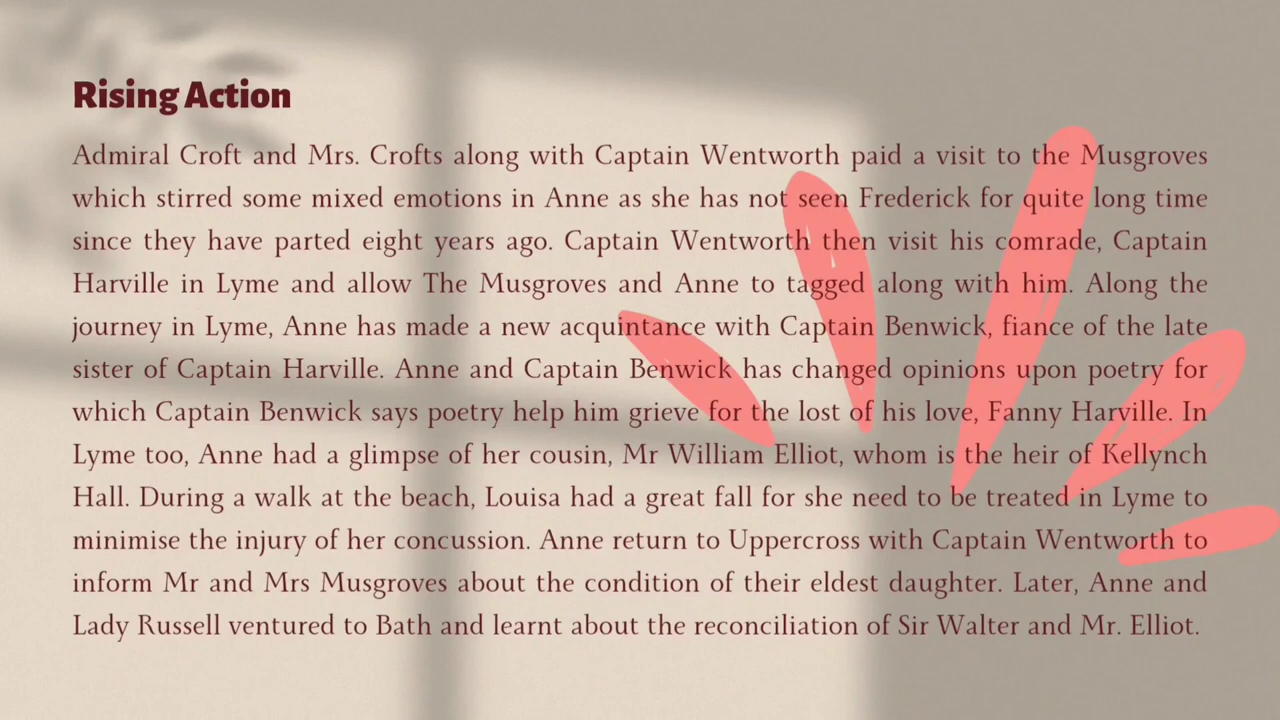 Rising Action
Admiral Croft and Mrs. Crofts along with Captain Wentworth paid a visit to the Musgroves
which stirred some mixed emotions in Anne as she has not seen Frederick for quite long time
since they have parted eight years ago. Captain Wentworth then visit his comrade, Captain
Harville in Lyme and allow The Musgroves and Anne to tagged along with him. Along the
journey in Lyme, Anne has made a new acquintance with Captain Benwick, fiance of the late
sister of Captain Harville. Anne and Captain Benwick has changed opinions upon poetry for
which Captain Benwick says poetry help him grieve for the lost of his love, Fanny Harville. In
Lyme too, Anne had a glimpse of her cousin, Mr William Elliot, whom is the heir of Kellynch
Hall. During a walk at the beach, Louisa had a great fall for she need to be treated in Lyme to
minimise the injury of her concussion. Anne return to Uppercross with Captain Wentworth to
inform Mr and Mrs Musgroves about the condition of their eldest daughter. Later, Anne and
Lady Russell ventured to Bath and learnt about the reconciliation of Sir Walter and Mr. Elliot.